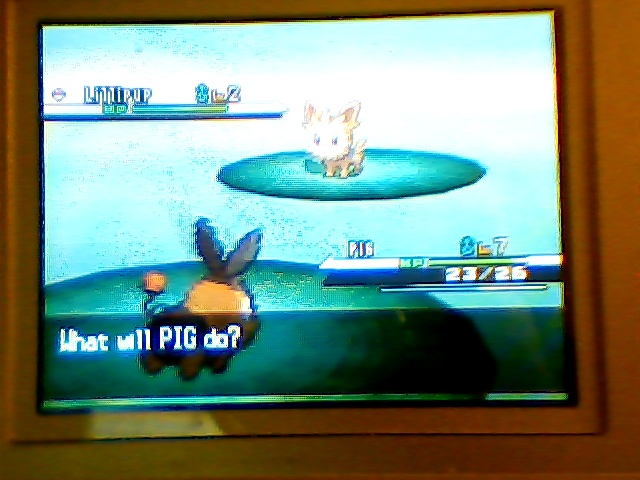 Lillipup ♂ Lv2
HP
PIG ♂ Lv7
HP
23/26
What will PIG do?